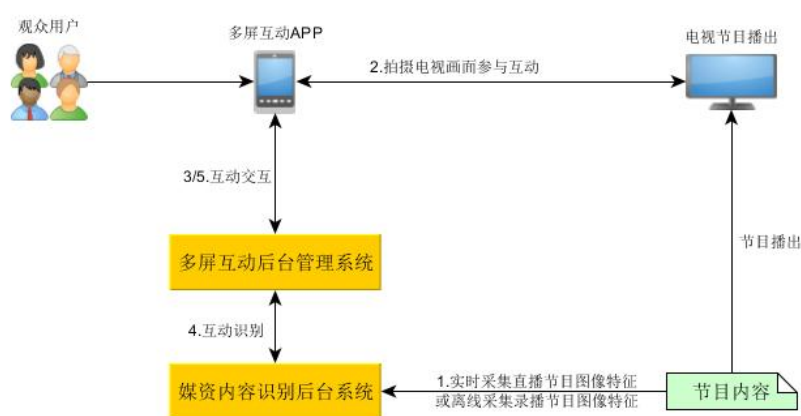 观众用户
多屏互动APP
电视节目播出
2.拍摄电视画面参与互动
3/5.互动交互
多屏互动后台管理系统
节目播出
4.互动识别
媒资内容识别后台系统
1.实时采集直播节目图像特征
或离线采集录播节目图像特征
节目内容